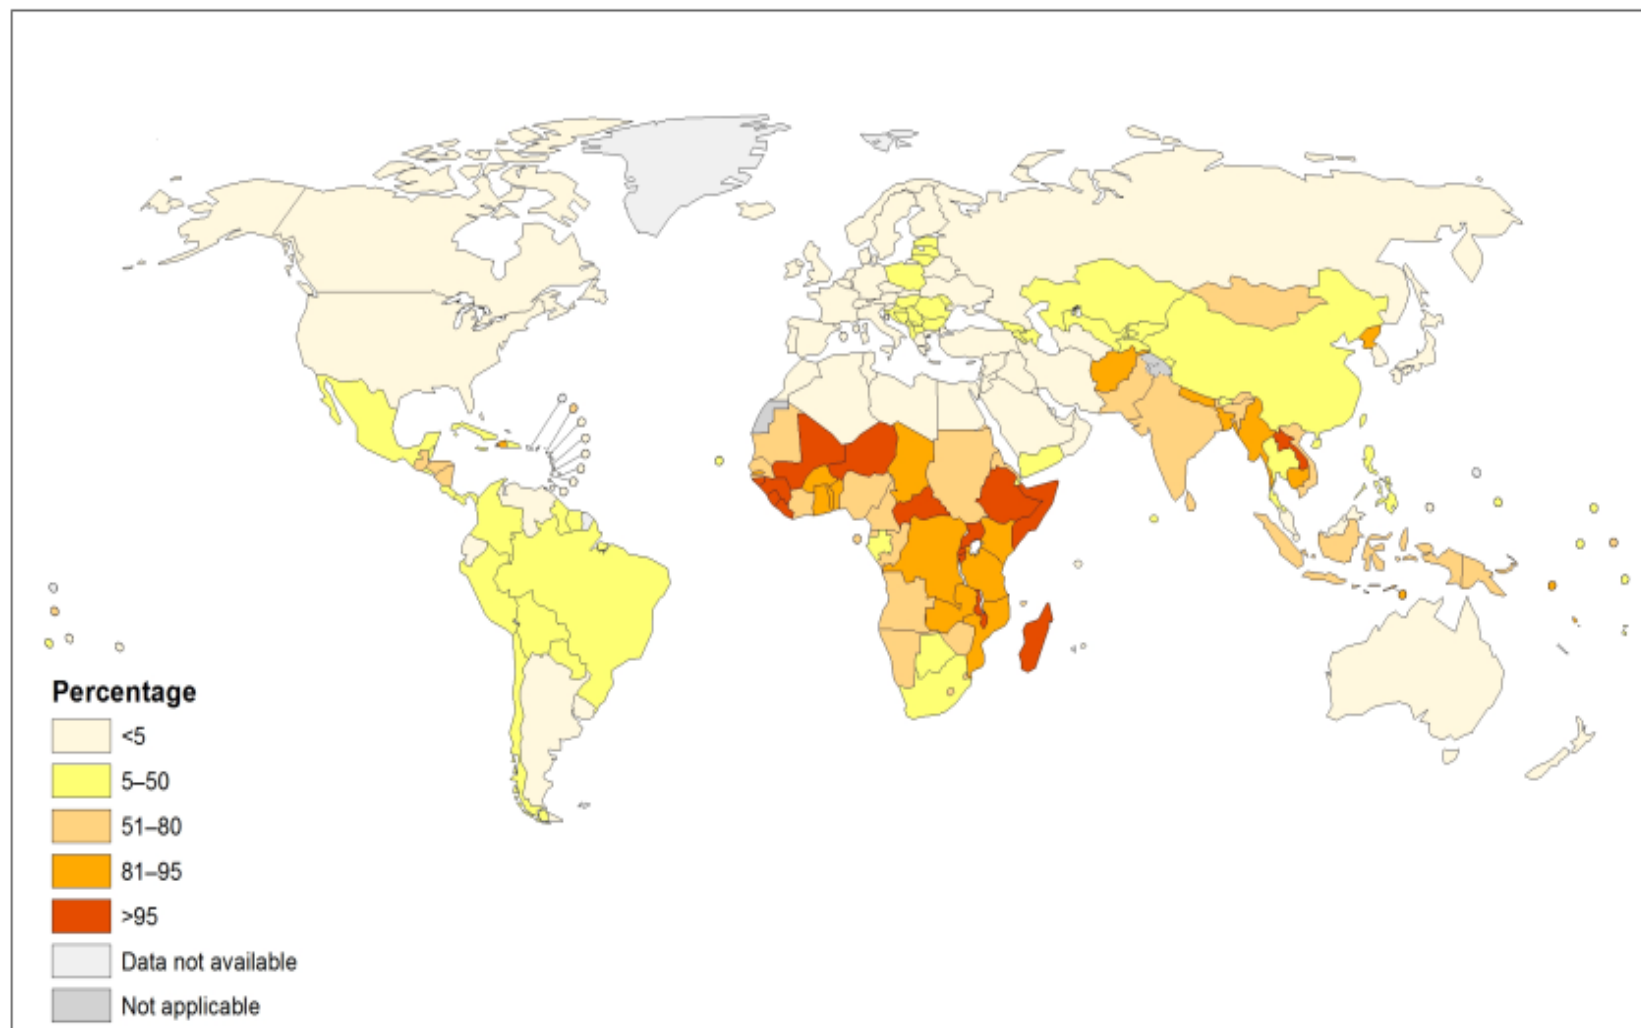 Percentage
<5
5–50
51–80
81–95
>95
Data not available
Not applicable